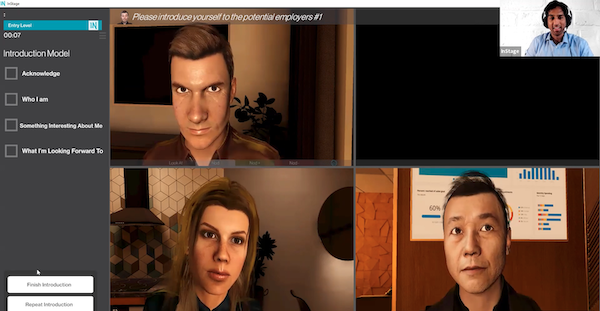 InStage
Entry Level
IN
00:07
Please introduce yourself to the potential employers #1
InStage
Introduction Model
Acknowledge
Who I am
Something Interesting About Me
What I'm Looking Forward To
60%
Finish Introduction
Repeat Introduction